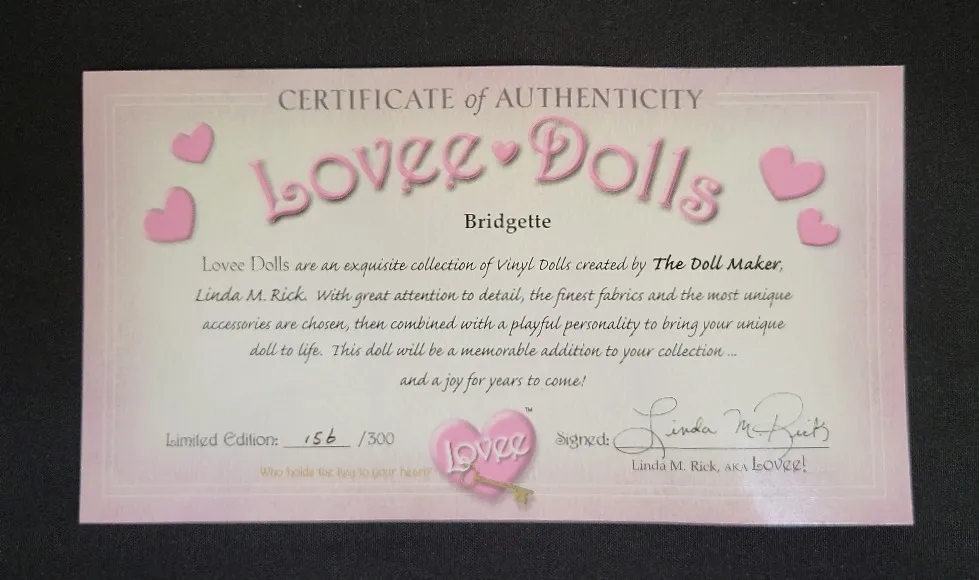 CERTIFICATE of AUTHENTICITY
Lovee Dolls
Bridgette
Lovee Dolls are an exquisite collection of Vinyl Dolls created by The Doll Maker,
Linda M. Rick. With great attention to detail, the finest fabrics and the most unique
accessories are chosen, then combined with a playful personality to bring your unique
doll to life. This doll will be a memorable addition to your collection ...
and a joy for years to come!
Limited Edition: 156 /300
Lovee ™
Signed: Linda M. Rick
Who holds the key to your heart?
Linda M. Rick, AKA Lovee!